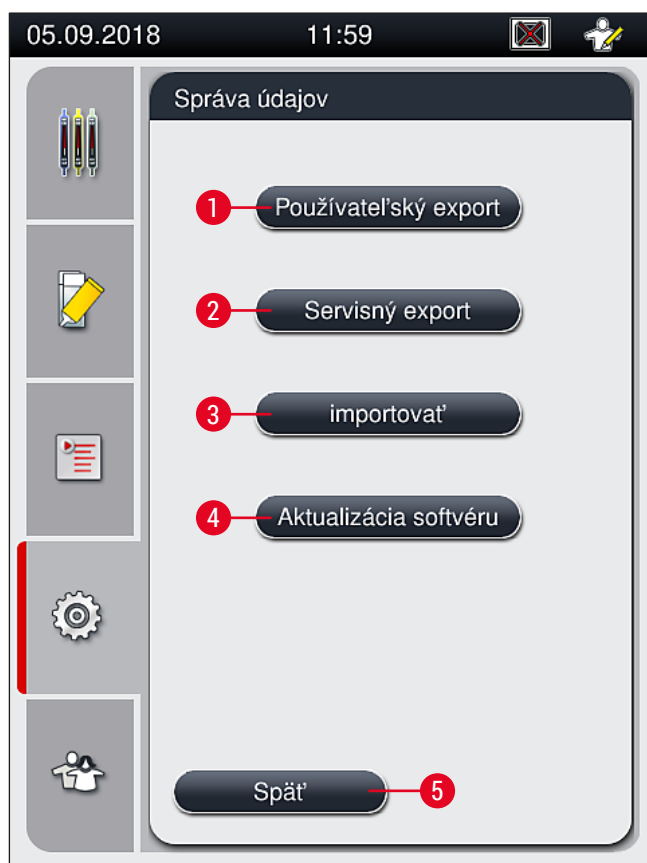 05.09.2018 11:59
Správa údajov
1 Používateľský export
2 Servisný export
3 importovať
4 Aktualizácia softvéru
Späť 5